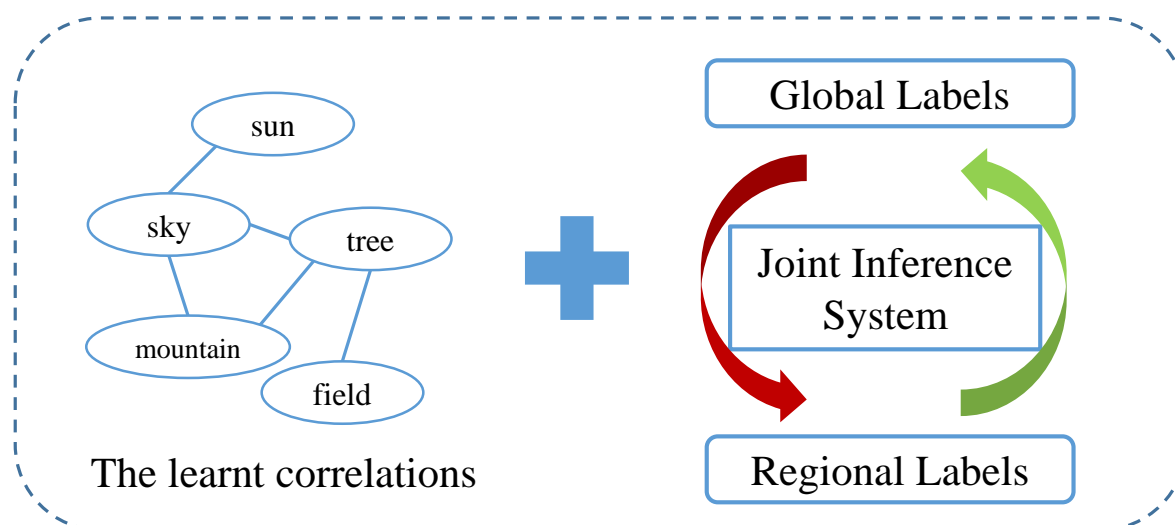 sun
sky
tree
mountain
field
The learnt correlations
Global Labels
Joint Inference
System
Regional Labels